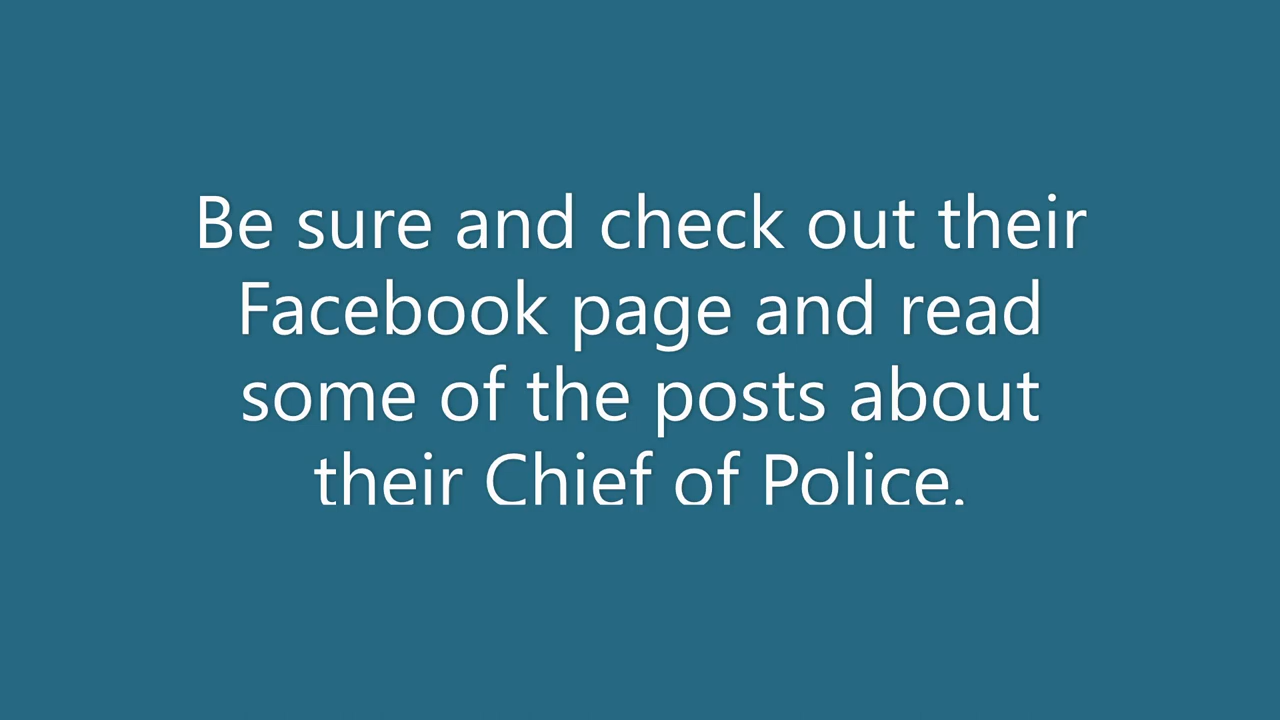 Be sure and check out their
Facebook page and read
some of the posts about
their Chief of Police.